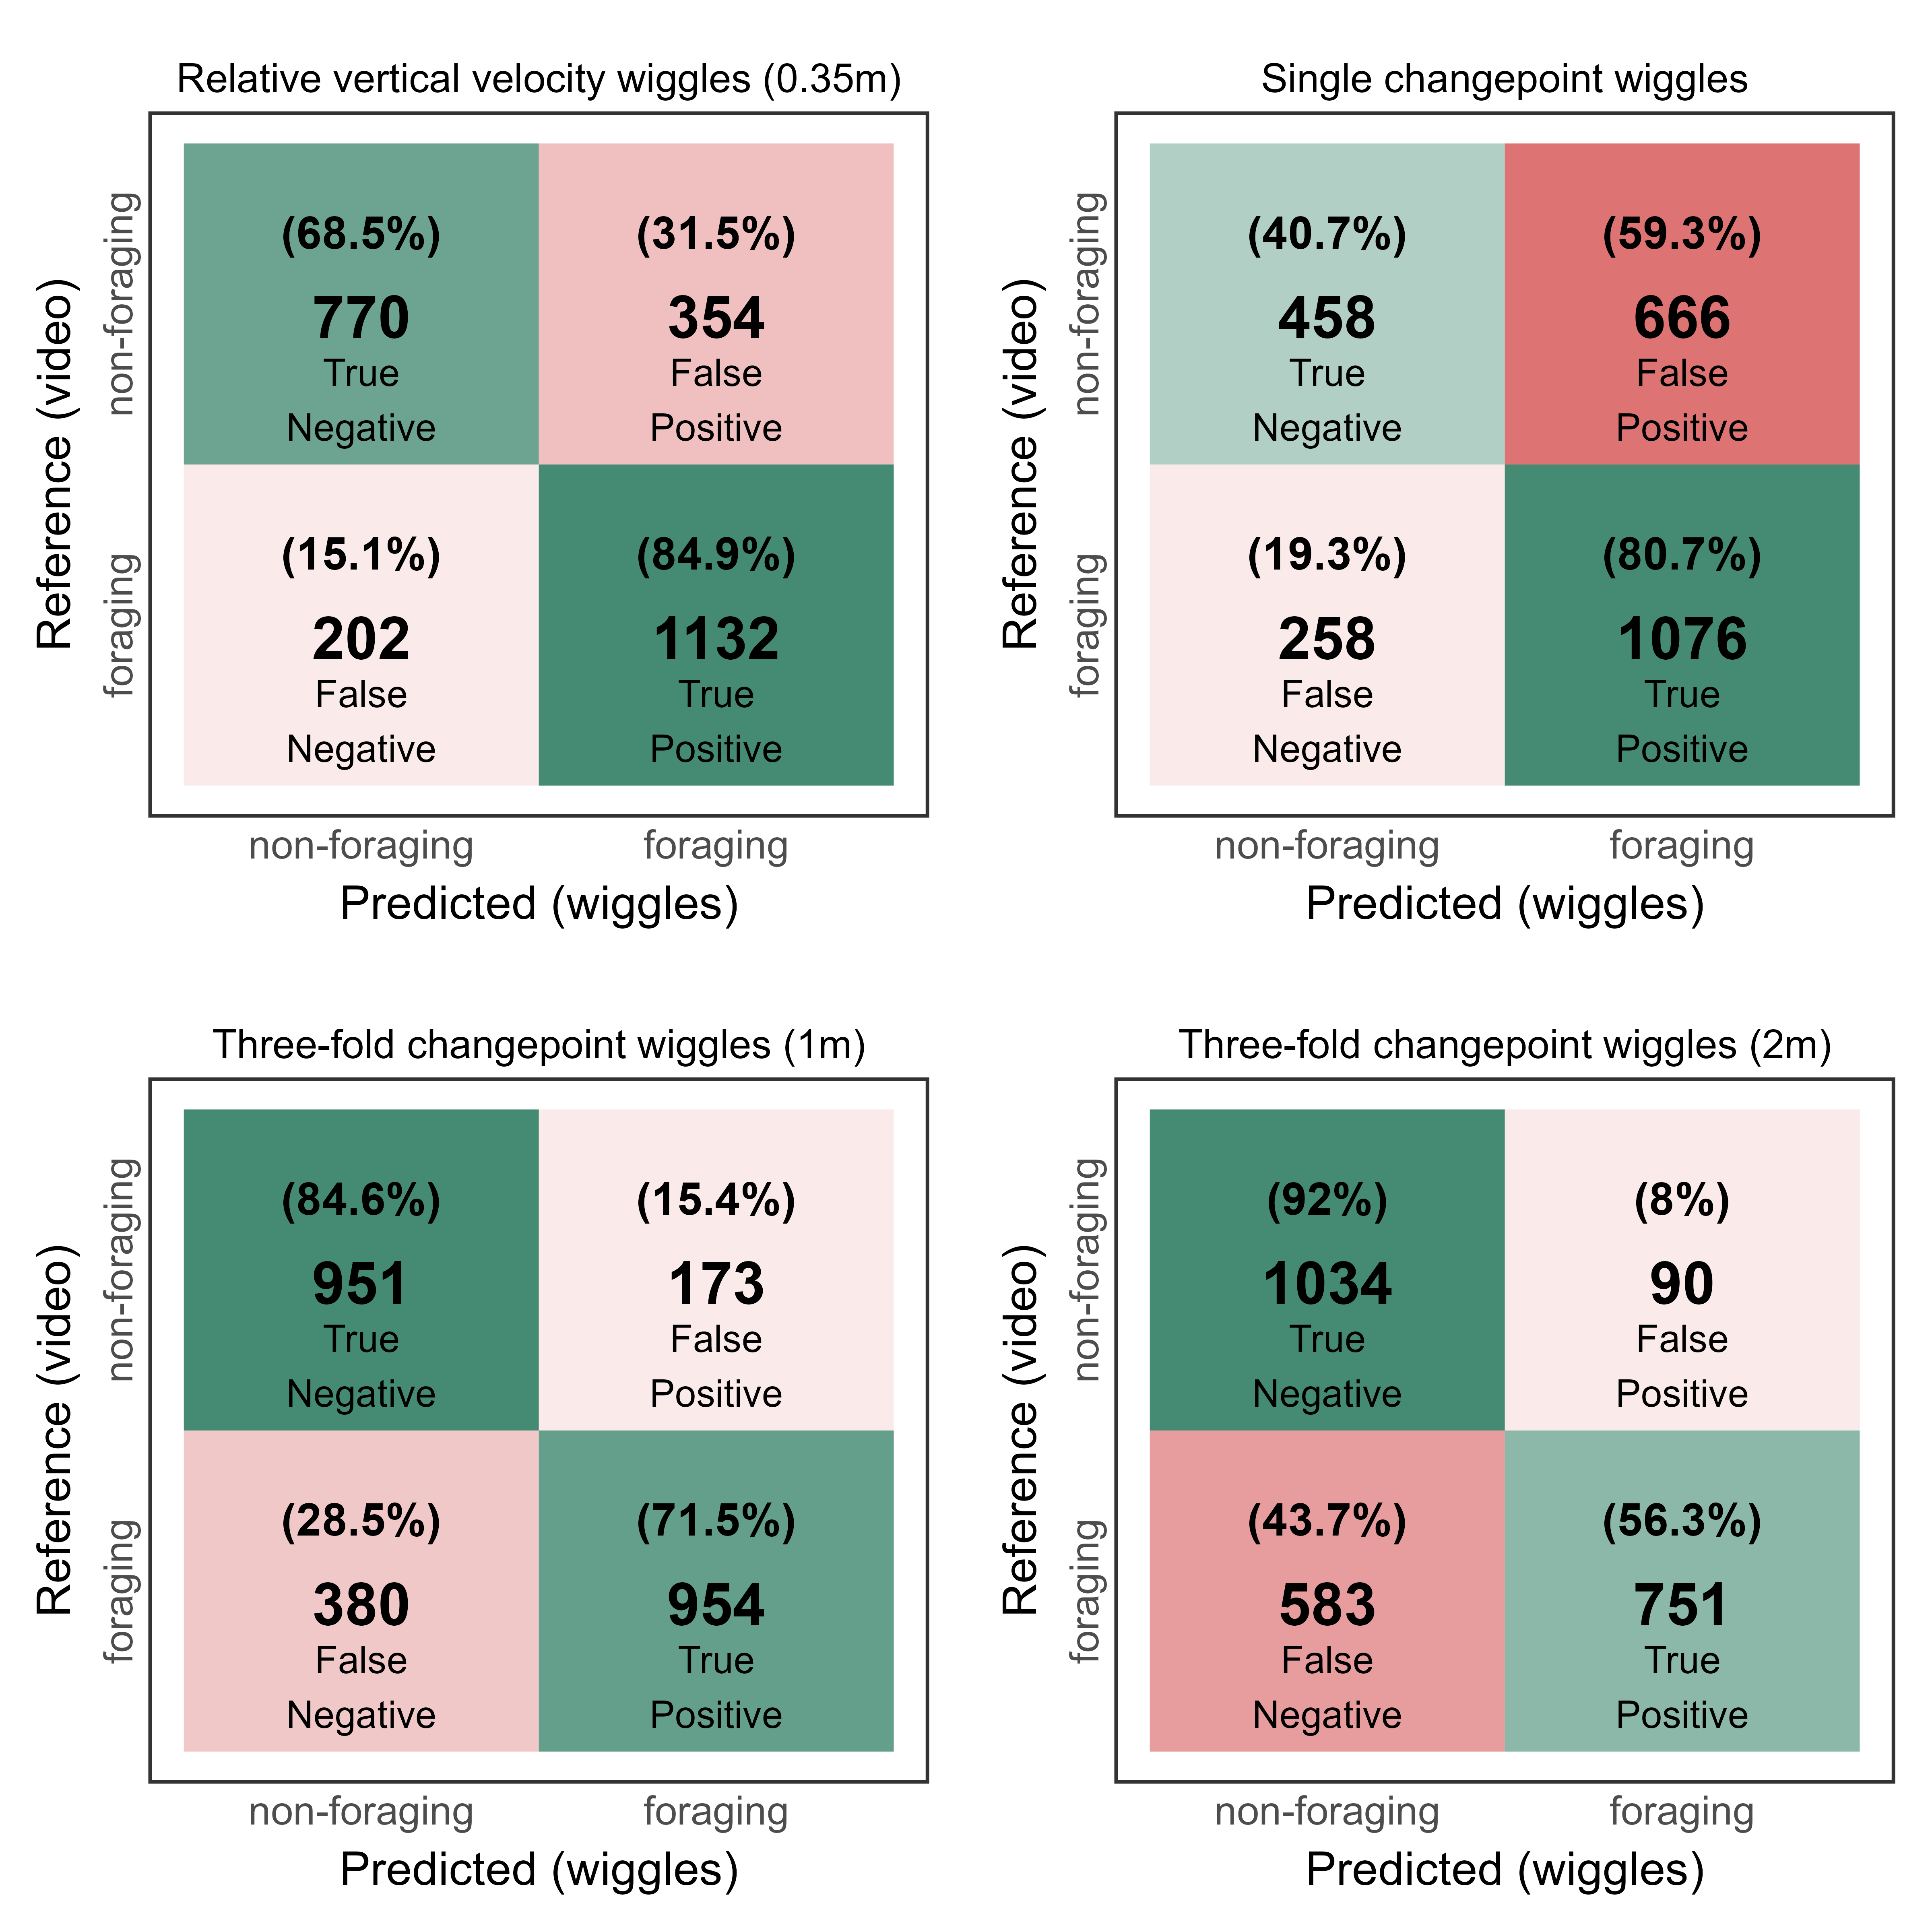 Relative vertical velocity wiggles (0.35m)
Reference (video)
non-foraging
foraging
(68.5%)
770
True
Negative
(31.5%)
354
False
Positive
(15.1%)
202
False
Negative
(84.9%)
1132
True
Positive
non-foraging
foraging
Predicted (wiggles)
Single changepoint wiggles
Reference (video)
non-foraging
foraging
(40.7%)
458
True
Negative
(59.3%)
666
False
Positive
(19.3%)
258
False
Negative
(80.7%)
1076
True
Positive
non-foraging
foraging
Predicted (wiggles)
Three-fold changepoint wiggles (1m)
Reference (video)
non-foraging
foraging
(84.6%)
951
True
Negative
(15.4%)
173
False
Positive
(28.5%)
380
False
Negative
(71.5%)
954
True
Positive
non-foraging
foraging
Predicted (wiggles)
Three-fold changepoint wiggles (2m)
Reference (video)
non-foraging
foraging
(92%)
1034
True
Negative
(8%)
90
False
Positive
(43.7%)
583
False
Negative
(56.3%)
751
True
Positive
non-foraging
foraging
Predicted (wiggles)